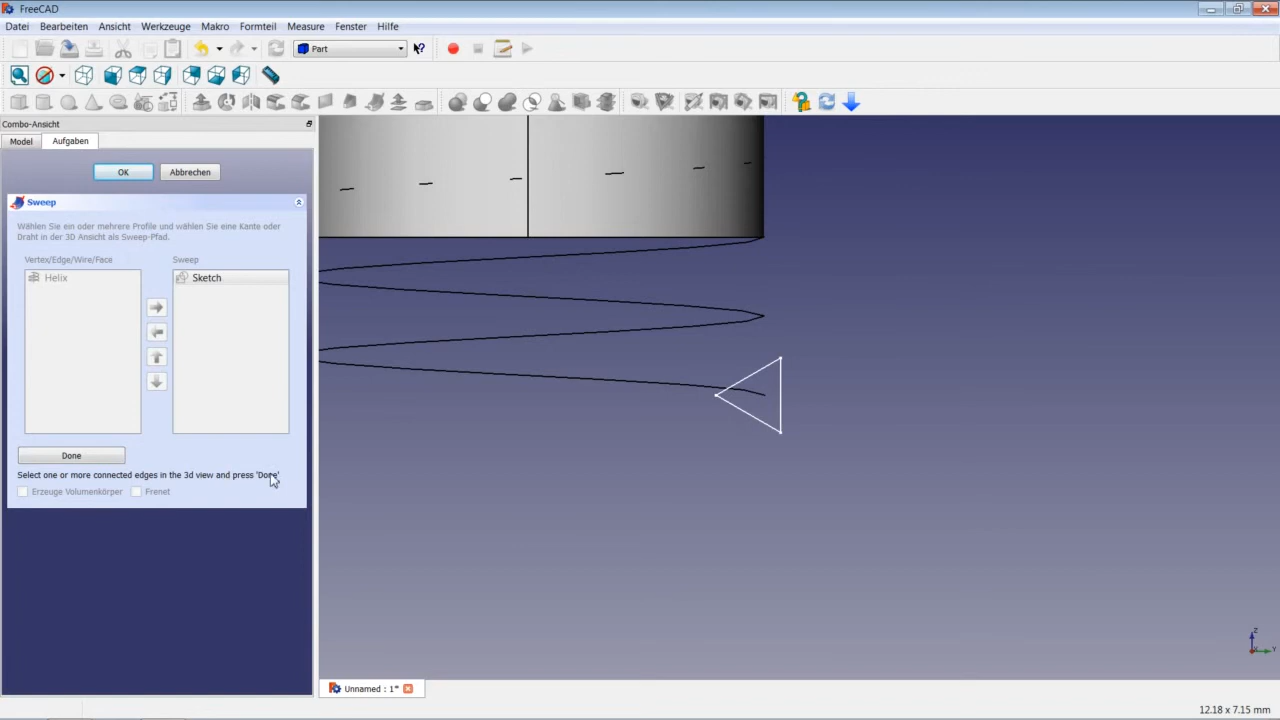 FreeCAD
Datei Bearbeiten Ansicht Werkzeuge Makro Formteil Measure Fenster Hilfe
Part
Combo-Ansicht
Model Aufgaben
OK Abbrechen
Sweep
Wählen Sie ein oder mehrere Profile und wählen Sie eine Kante oder
Draht in der 3D Ansicht als Sweep-Pfad.
Vertex/Edge/Wire/Face Sweep
Helix Sketch
Done
Select one or more connected edges in the 3d view and press 'Done'
Erzeuge Volumenkörper Frenet
Z
Y
Unnamed : 1*
12.18 x 7.15 mm